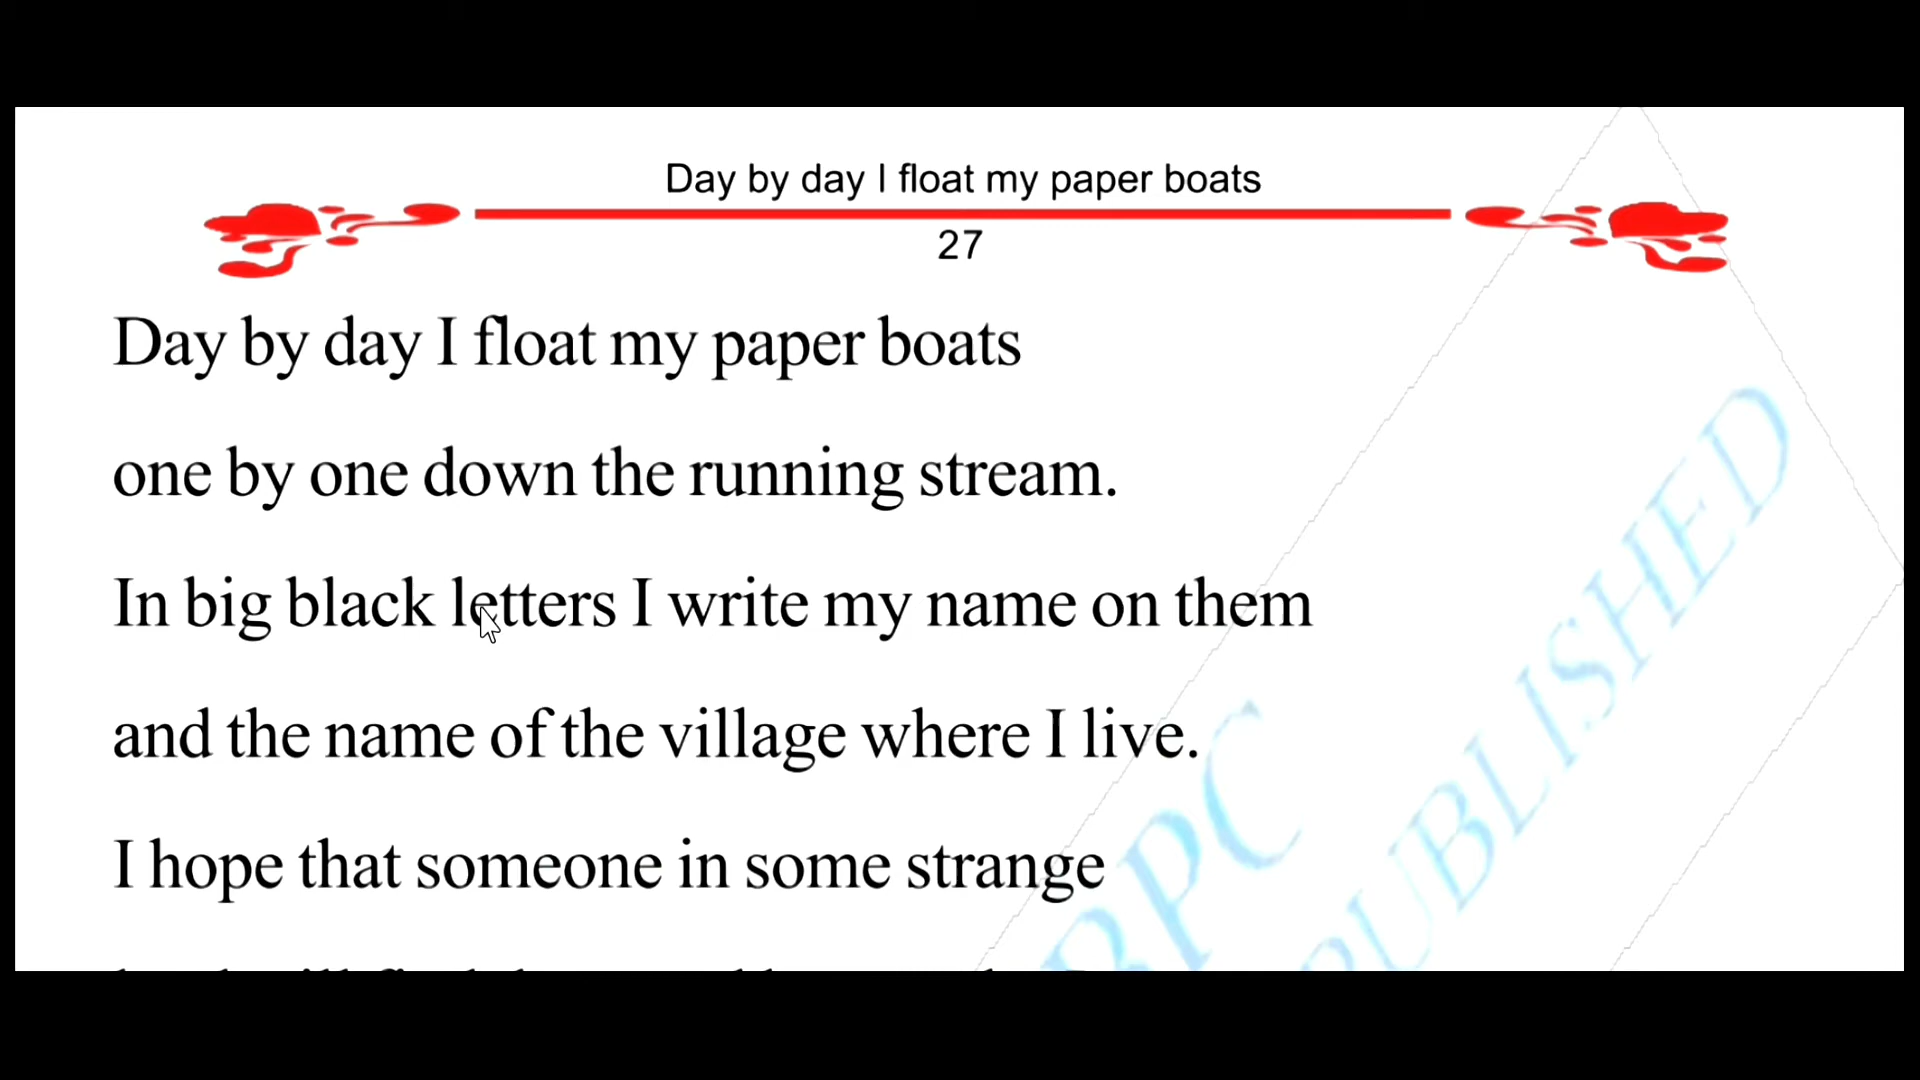 Day by day I float my paper boats
27
Day by day I float my paper boats
one by one down the running stream.
In big black letters I write my name on them
and the name of the village where I live.
I hope that someone in some strange
BPC
PUBLISHED